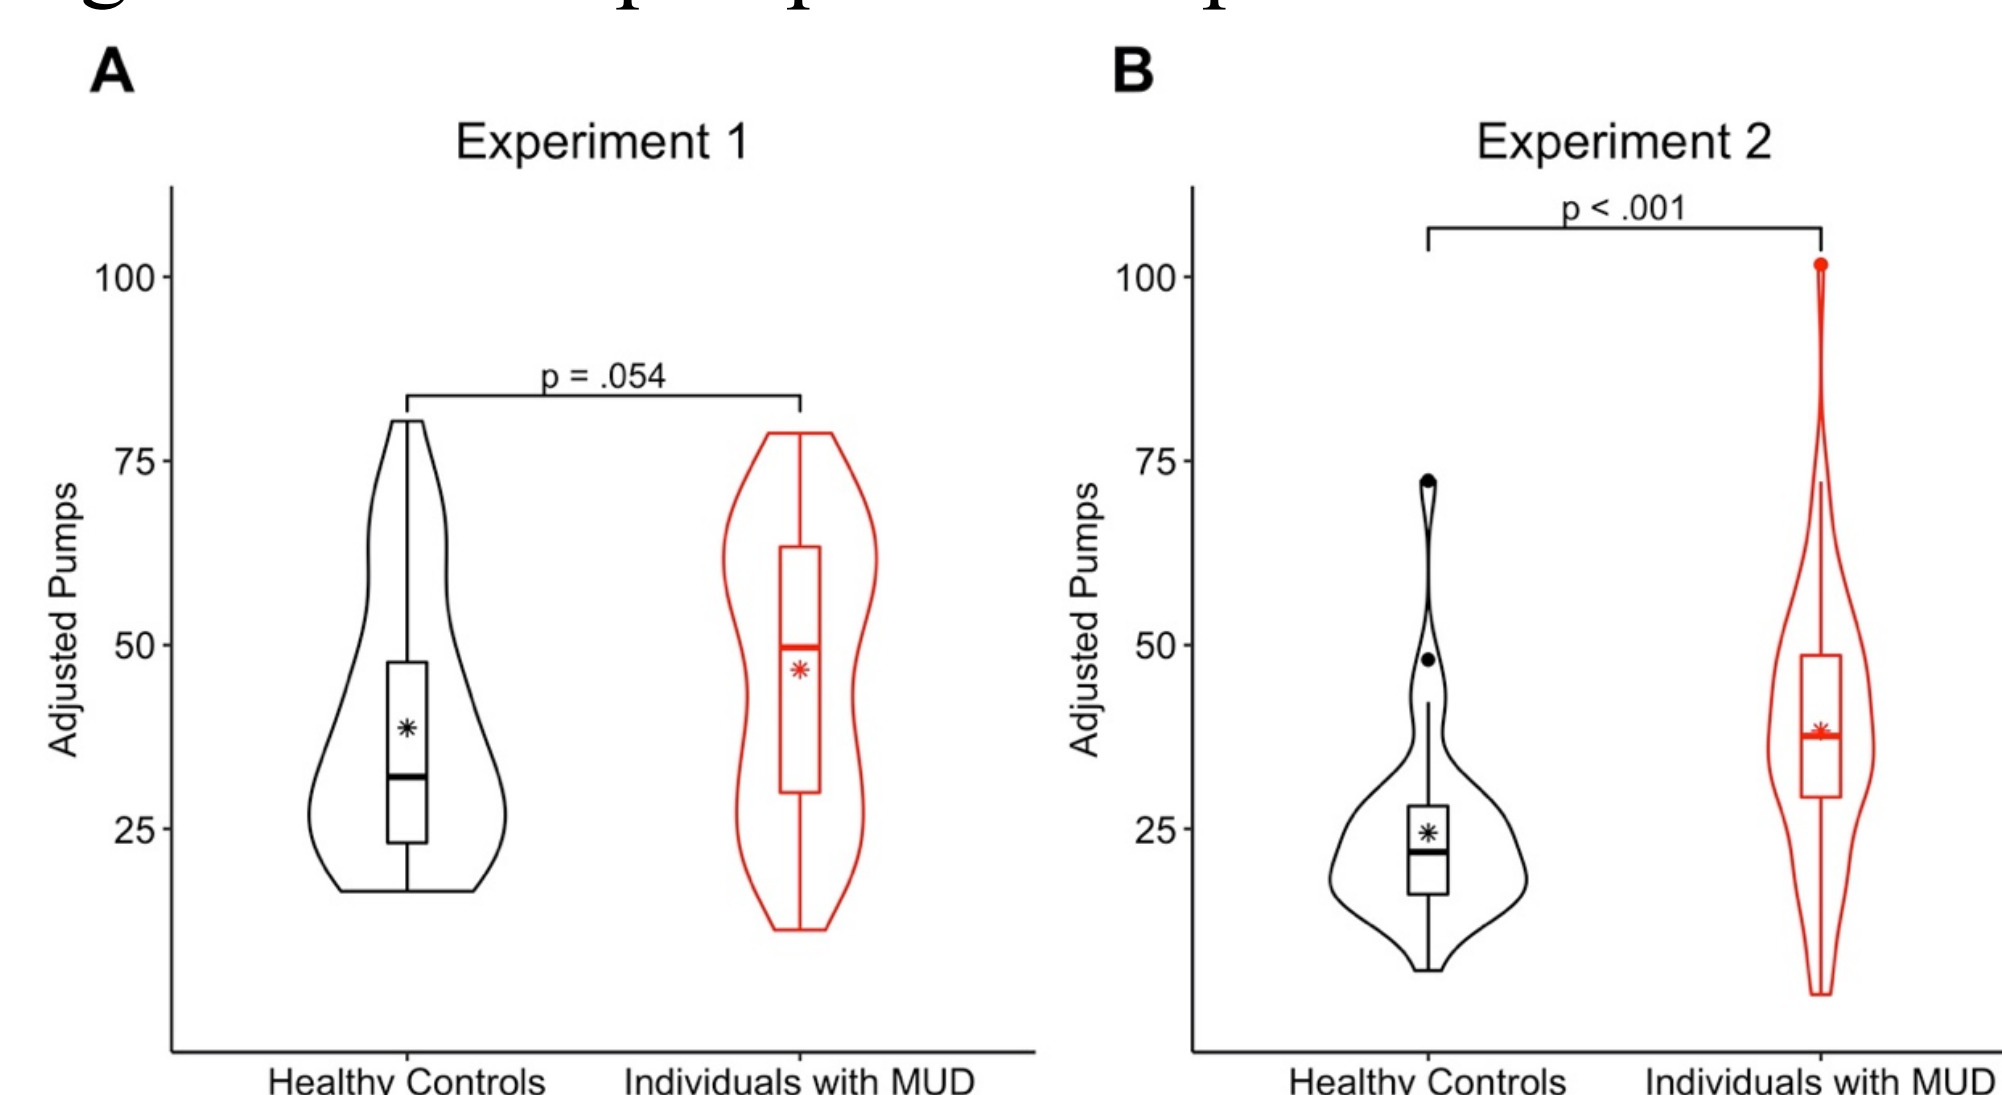 A
B
Experiment 1
Experiment 2
p < .001
100
100
p = .054
75
75
Adjusted Pumps
Adjusted Pumps
50
50
25
25
Healthy Controls
Individuals with MUD
Healthy Controls
Individuals with MUD